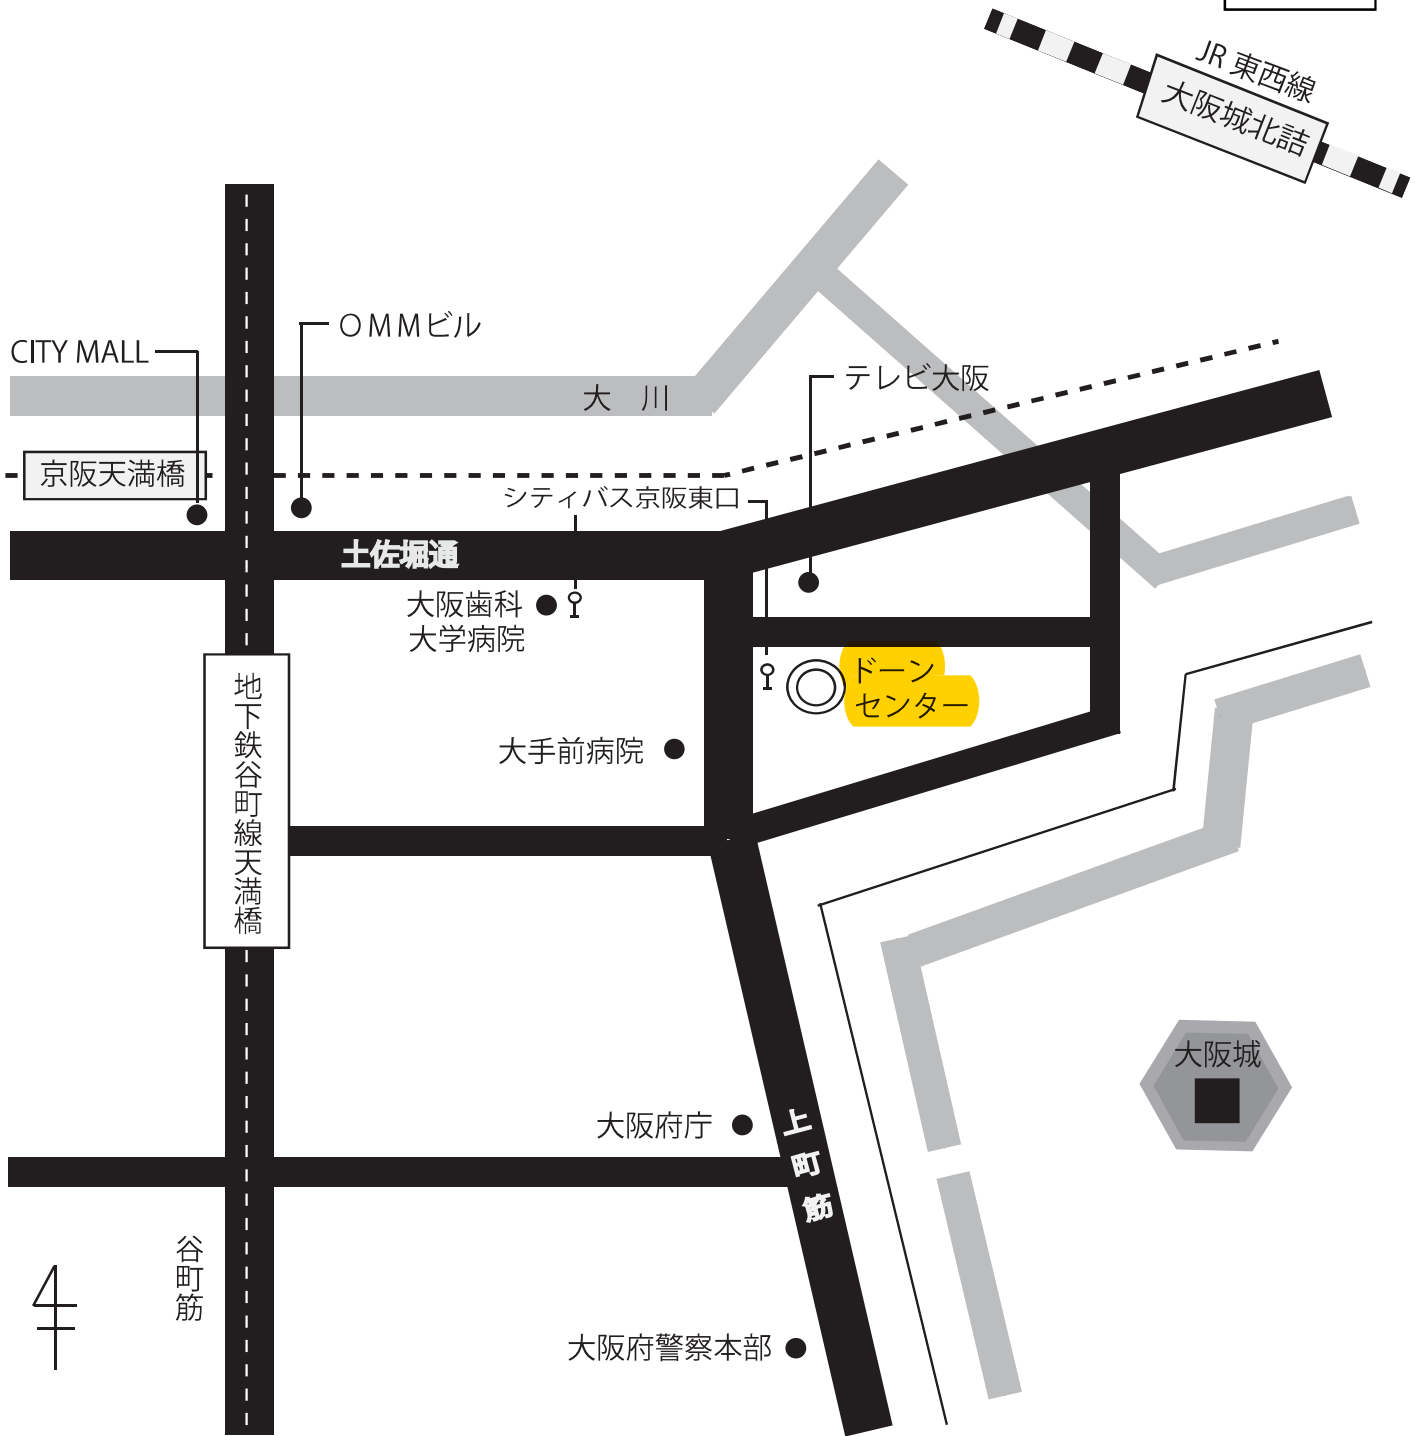 JR 東西線
大阪城北詰
OMMビル
CITY MALL
テレビ大阪
大 川
京阪天満橋
シティバス京阪東口
土佐堀通
大阪歯科
大学病院
ドーン
センター
地下鉄谷町線天満橋
大手前病院
大阪城
大阪府庁
上町筋
谷町筋
大阪府警察本部